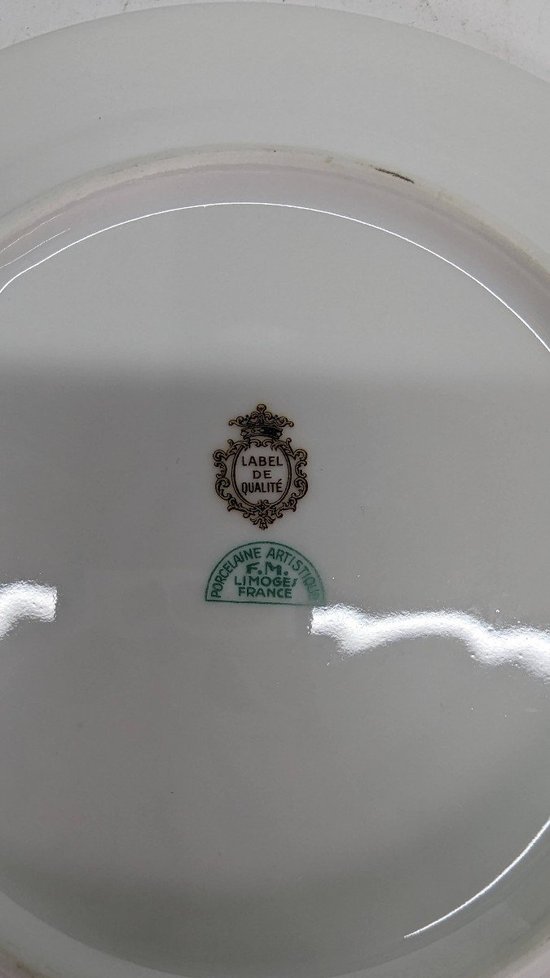 LABEL
DE
QUALITÉ
PORCELAINE ARTISTIQUE
F.M.
LIMOGES
FRANCE